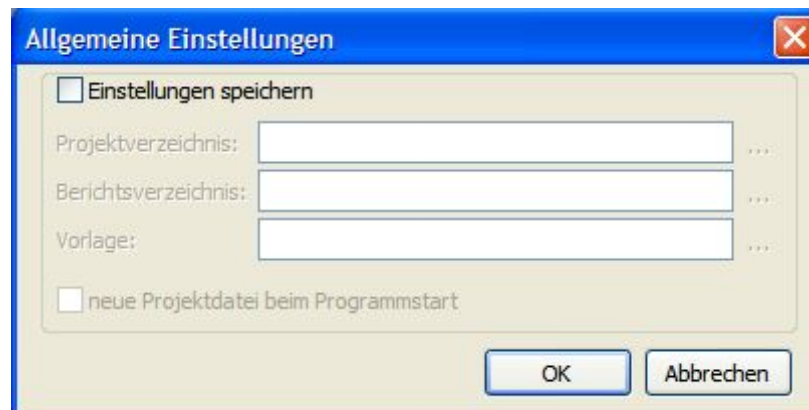 Allgemeine Einstellungen
Einstellungen speichern
Projektverzeichnis: ...
Berichtsverzeichnis: ...
Vorlage: ...
neue Projektdatei beim Programmstart
OK Abbrechen